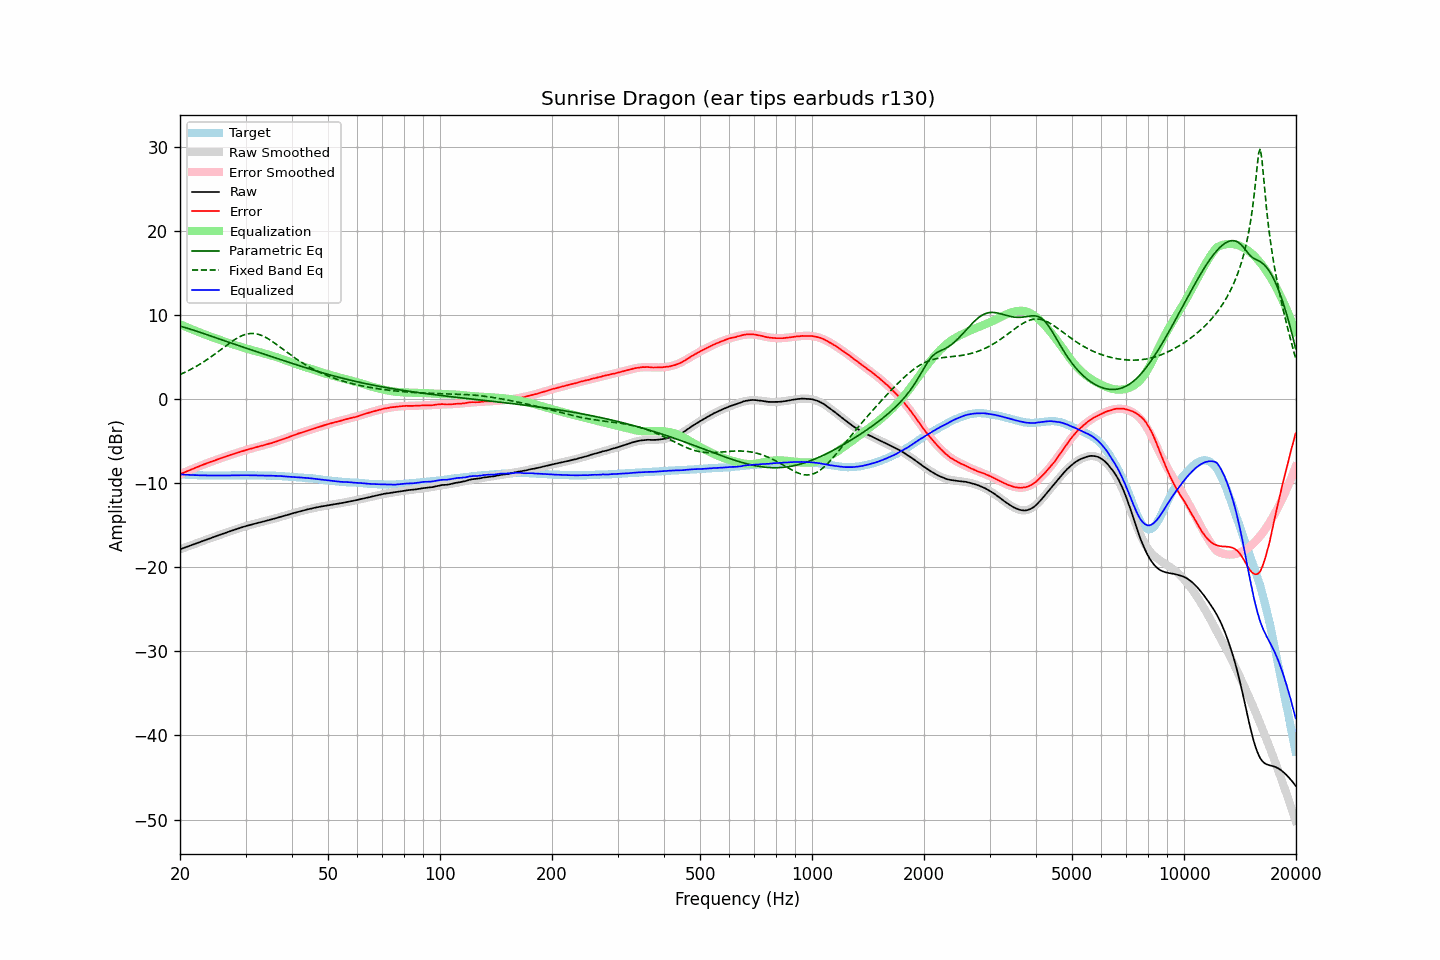 Sunrise Dragon (ear tips earbuds r130)
Target
Raw Smoothed
Error Smoothed
Raw
Error
Equalization
Parametric Eq
Fixed Band Eq
Equalized
30
20
10
0
−10
−20
−30
−40
−50
Amplitude (dBr)
20 50 100 200 500 1000 2000 5000 10000 20000
Frequency (Hz)